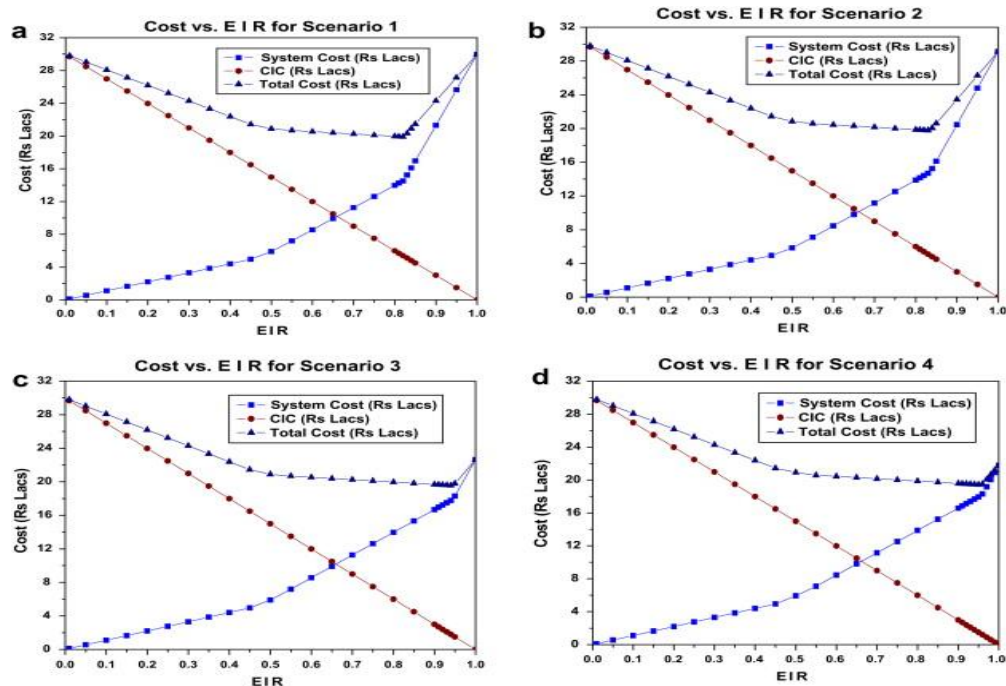 a
Cost vs. E I R for Scenario 1
System Cost (Rs Lacs)
CIC (Rs Lacs)
Total Cost (Rs Lacs)
Cost (Rs Lacs)
32
28
24
20
16
12
8
4
0
0.0 0.1 0.2 0.3 0.4 0.5 0.6 0.7 0.8 0.9 1.0
E I R
b
Cost vs. E I R for Scenario 2
System Cost (Rs Lacs)
CIC (Rs Lacs)
Total Cost (Rs Lacs)
Cost (Rs Lacs)
32
28
24
20
16
12
8
4
0
0.0 0.1 0.2 0.3 0.4 0.5 0.6 0.7 0.8 0.9 1.0
E I R
c
Cost vs. E I R for Scenario 3
System Cost (Rs Lacs)
CIC (Rs Lacs)
Total Cost (Rs Lacs)
Cost (Rs Lacs)
32
28
24
20
16
12
8
4
0
0.0 0.1 0.2 0.3 0.4 0.5 0.6 0.7 0.8 0.9 1.0
E I R
d
Cost vs. E I R for Scenario 4
System Cost (Rs Lacs)
CIC (Rs Lacs)
Total Cost (Rs Lacs)
Cost (Rs Lacs)
32
28
24
20
16
12
8
4
0
0.0 0.1 0.2 0.3 0.4 0.5 0.6 0.7 0.8 0.9 1.0
E I R